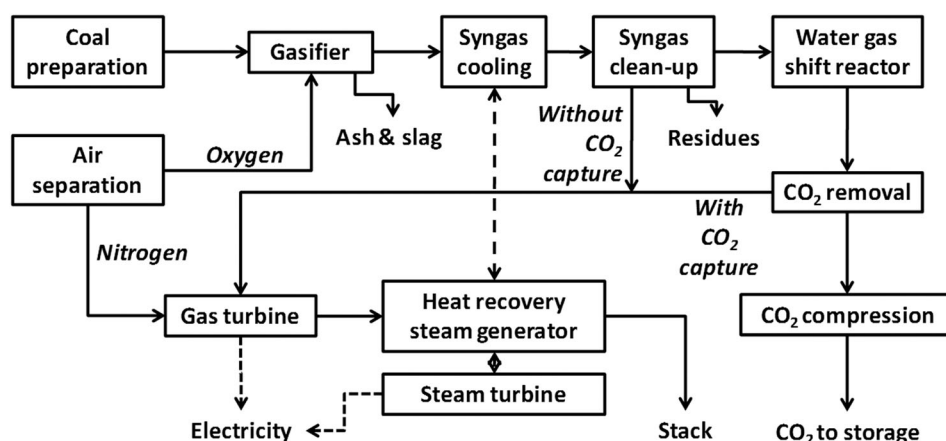 Coal
preparation
Gasifier
Syngas
cooling
Syngas
clean-up
Water gas
shift reactor
Ash & slag
Without
CO₂
capture
Residues
Air
separation
Oxygen
CO₂ removal
With
CO₂
capture
Nitrogen
Gas turbine
Heat recovery
steam generator
CO₂ compression
Steam turbine
Electricity
Stack
CO₂ to storage